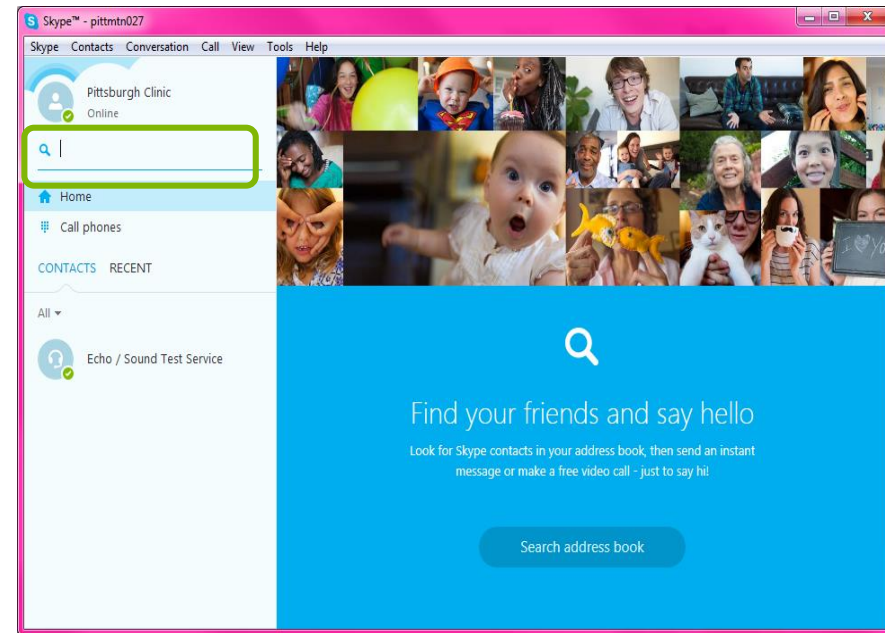 Skype™ - pittmtn027
Skype Contacts Conversation Call View Tools Help
Pittsburgh Clinic
Online
Home
Call phones
CONTACTS RECENT
All
Echo / Sound Test Service
I ♥ You
Find your friends and say hello
Look for Skype contacts in your address book, then send an instant
message or make a free video call - just to say hi!
Search address book